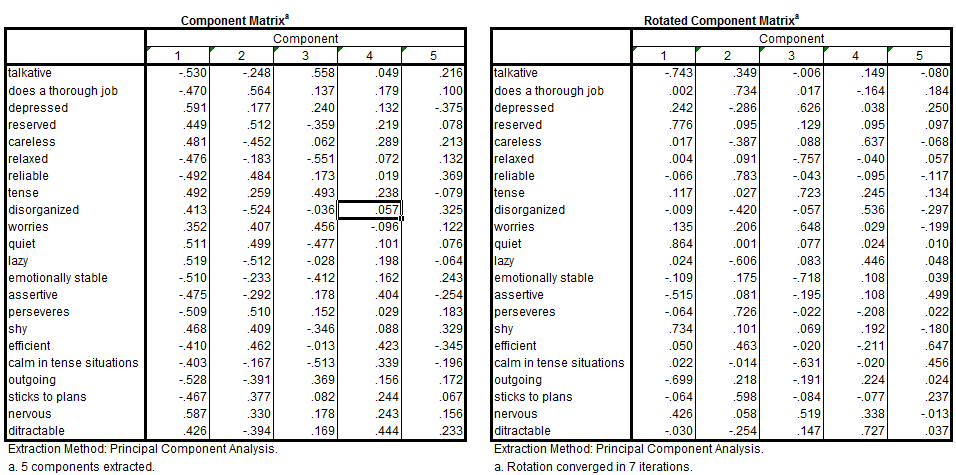 Component Matrixa Rotated Component Matrixa
Component Component
1 2 3 4 5 1 2 3 4 5
talkative -.530 -.248 .558 .049 .216 talkative -.743 .349 -.006 .149 -.080
does a thorough job -.470 .564 .137 .179 .100 does a thorough job .002 .734 .017 -.164 .184
depressed .591 .177 .240 .132 -.375 depressed .242 -.286 .626 .038 .250
reserved .449 .512 -.359 .219 .078 reserved .776 .095 .129 .095 .097
careless .481 -.452 .062 .289 .213 careless .017 -.387 .088 .637 -.068
relaxed -.476 -.183 -.551 .072 .132 relaxed .004 .091 -.757 -.040 .057
reliable -.492 .484 .173 .019 .369 reliable -.066 .783 -.043 -.095 -.117
tense .492 .259 .493 .238 -.079 tense .117 .027 .723 .245 .134
disorganized .413 -.524 -.036 .057 .325 disorganized -.009 -.420 -.057 .536 -.297
worries .352 .407 .456 -.096 .122 worries .135 .206 .648 .029 -.199
quiet .511 .499 -.477 .101 .076 quiet .864 .001 .077 .024 .010
lazy .519 -.512 -.028 .198 -.064 lazy .024 -.606 .083 .446 .048
emotionally stable -.510 -.233 -.412 .162 .243 emotionally stable -.109 .175 -.718 .108 .039
assertive -.475 -.292 .178 .404 -.254 assertive -.515 .081 -.195 .108 .499
perseveres -.509 .510 .152 .029 .183 perseveres -.064 .726 -.022 -.208 .022
shy .468 .409 -.346 .088 .329 shy .734 .101 .069 .192 -.180
efficient -.410 .462 -.013 .423 -.345 efficient .050 .463 -.020 -.211 .647
calm in tense situations -.403 -.167 -.513 .339 -.196 calm in tense situations .022 -.014 -.631 -.020 .456
outgoing -.528 -.391 .369 .156 .172 outgoing -.699 .218 -.191 .224 .024
sticks to plans -.467 .377 .082 .244 .067 sticks to plans -.064 .598 -.084 -.077 .237
nervous .587 .330 .178 .243 .156 nervous .426 .058 .519 .338 -.013
ditractable .426 -.394 .169 .444 .233 ditractable -.030 -.254 .147 .727 .037
Extraction Method: Principal Component Analysis. Extraction Method: Principal Component Analysis.
a. 5 components extracted. a. Rotation converged in 7 iterations.